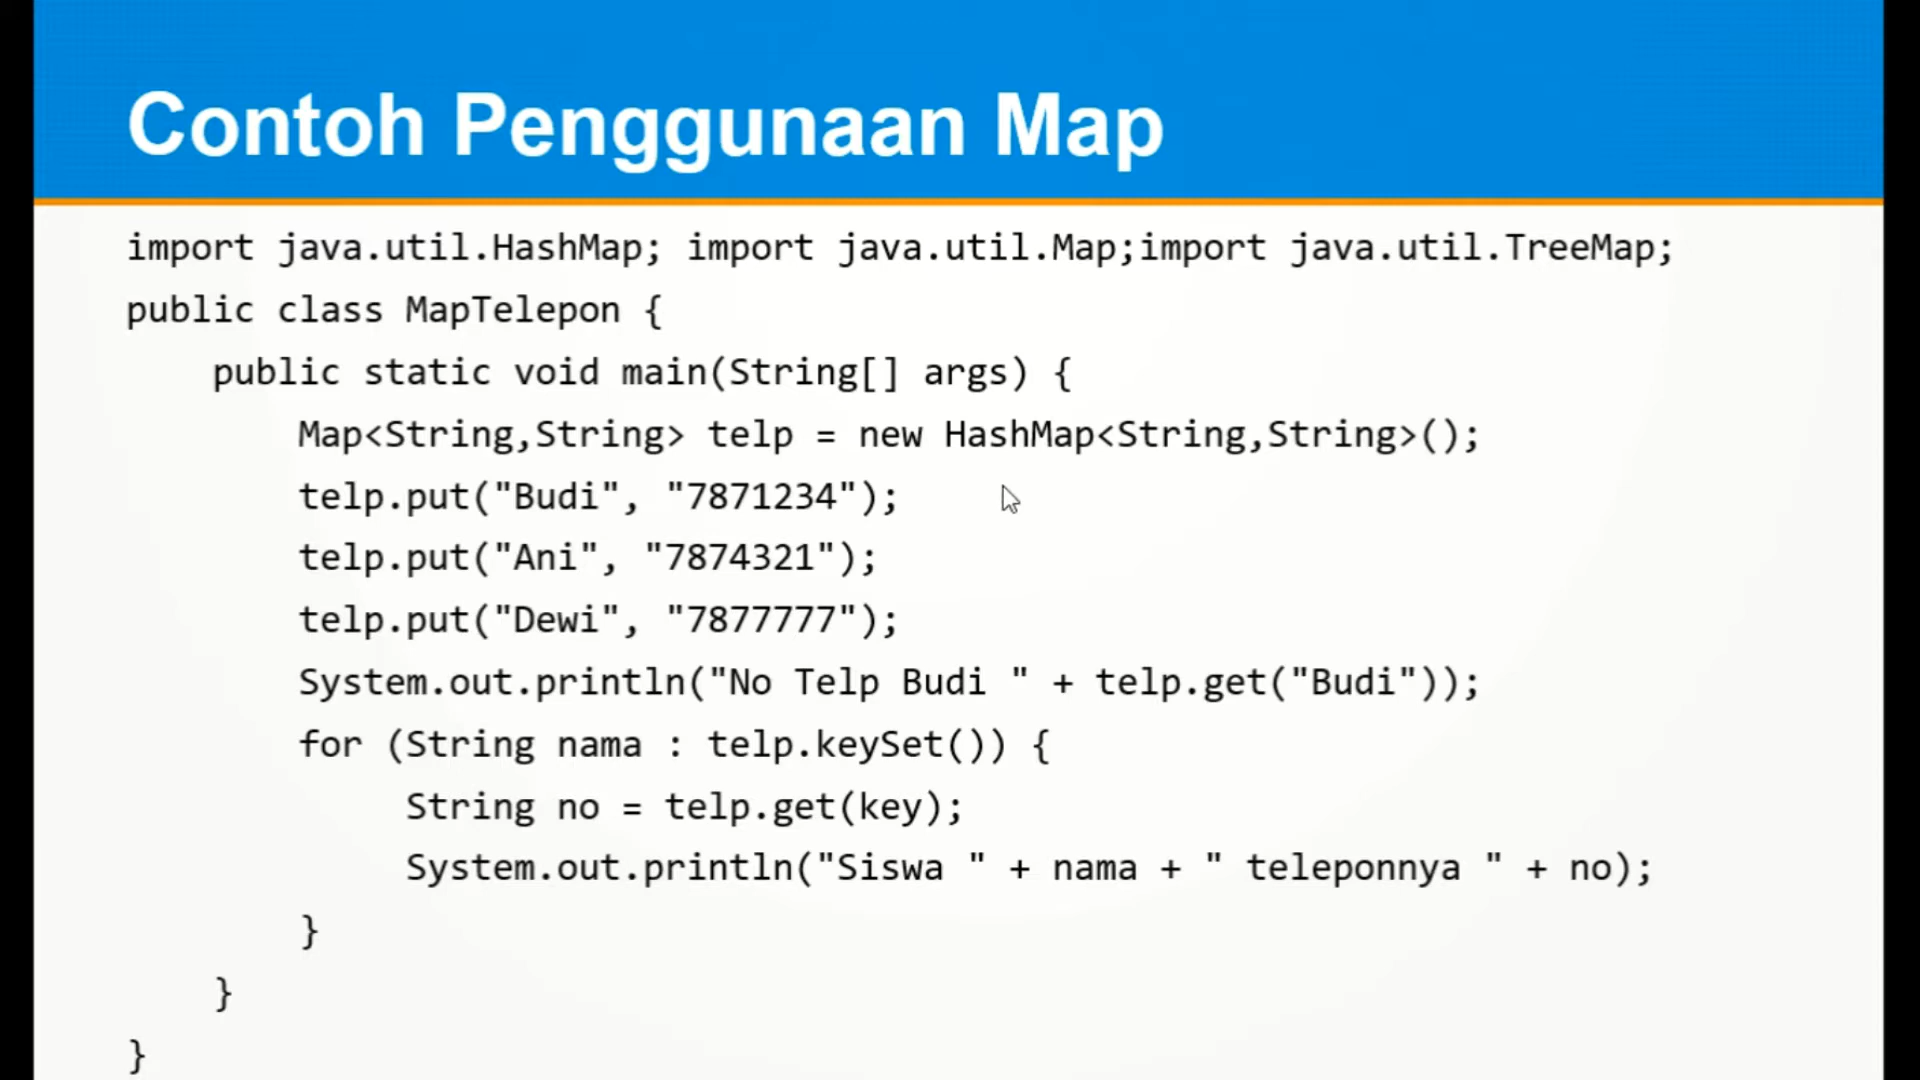 Contoh Penggunaan Map
import java.util.HashMap; import java.util.Map;import java.util.TreeMap;
public class MapTelepon {
public static void main(String[] args) {
Map<String,String> telp = new HashMap<String,String>();
telp.put("Budi", "7871234");
telp.put("Ani", "7874321");
telp.put("Dewi", "7877777");
System.out.println("No Telp Budi " + telp.get("Budi"));
for (String nama : telp.keySet()) {
String no = telp.get(key);
System.out.println("Siswa " + nama + " teleponnya " + no);
}
}
}